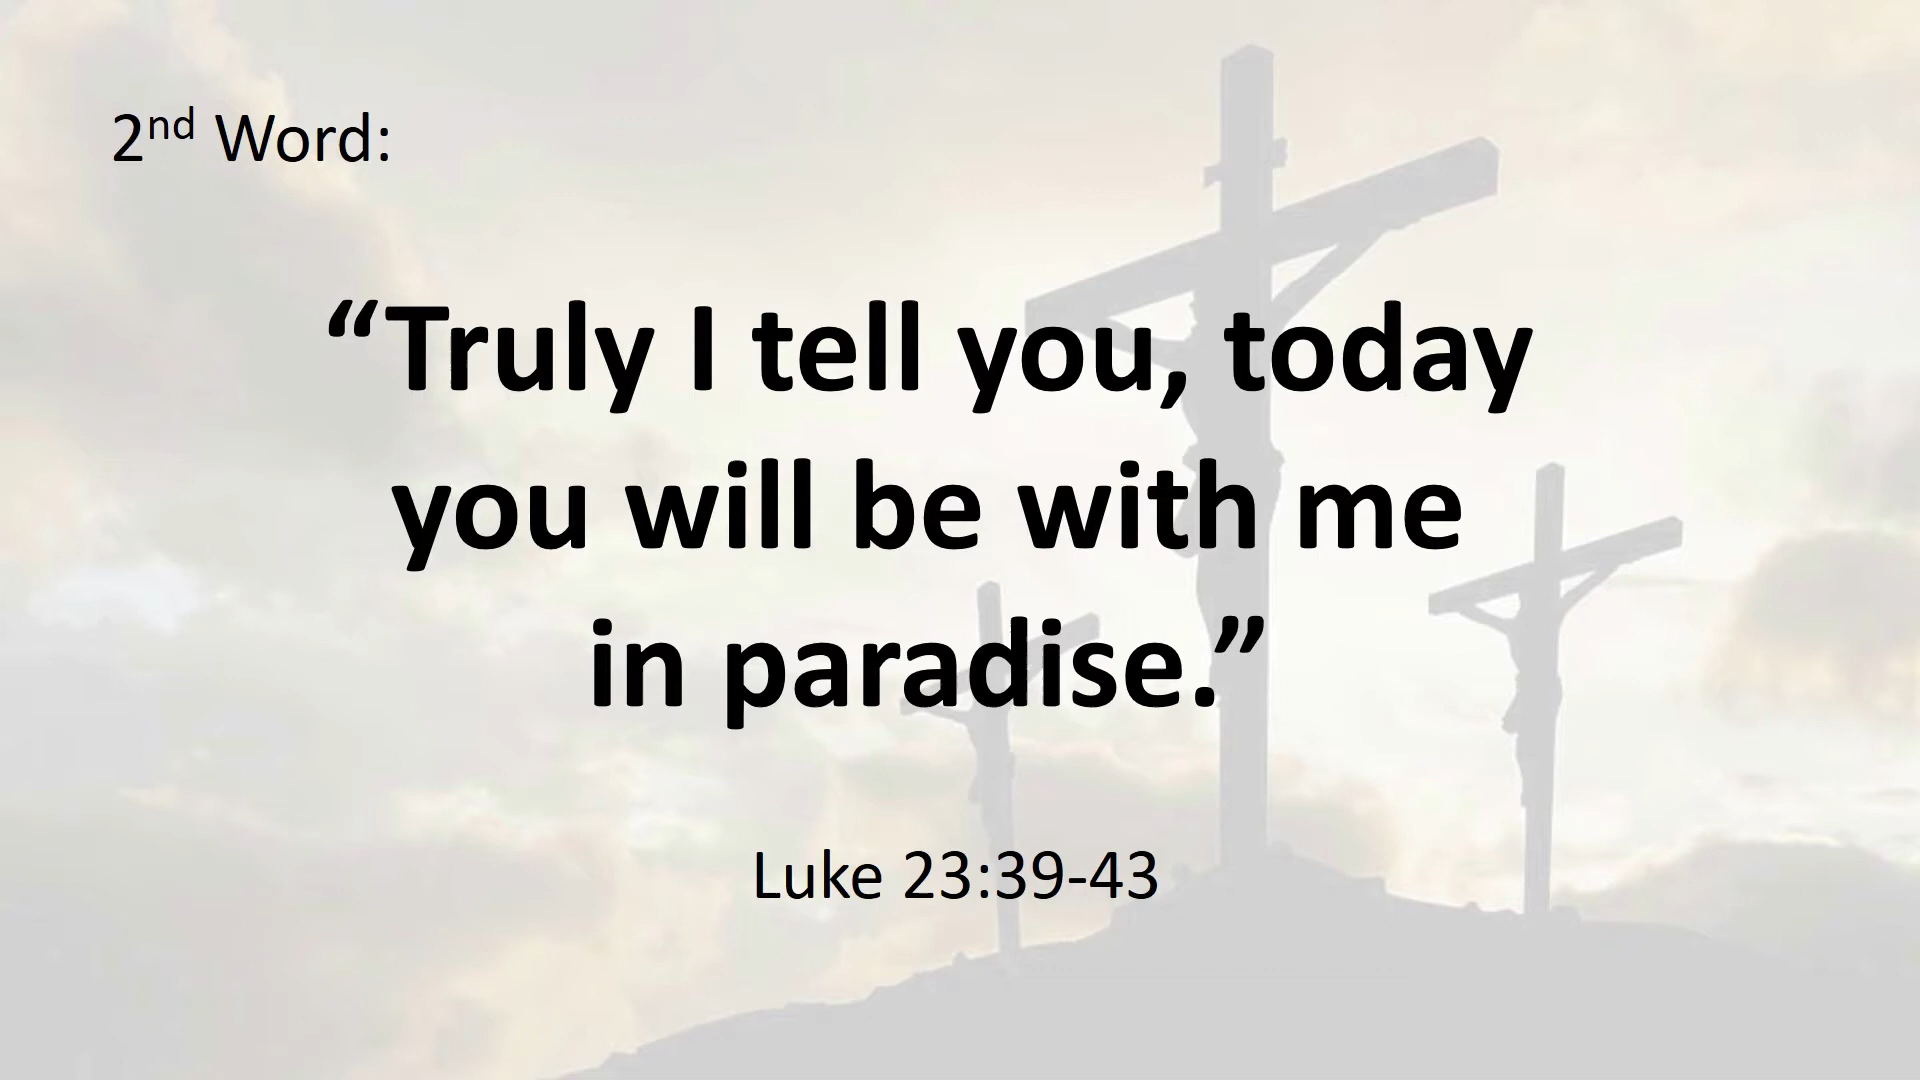 2nd Word:
“Truly I tell you, today
you will be with me
in paradise.”
Luke 23:39-43